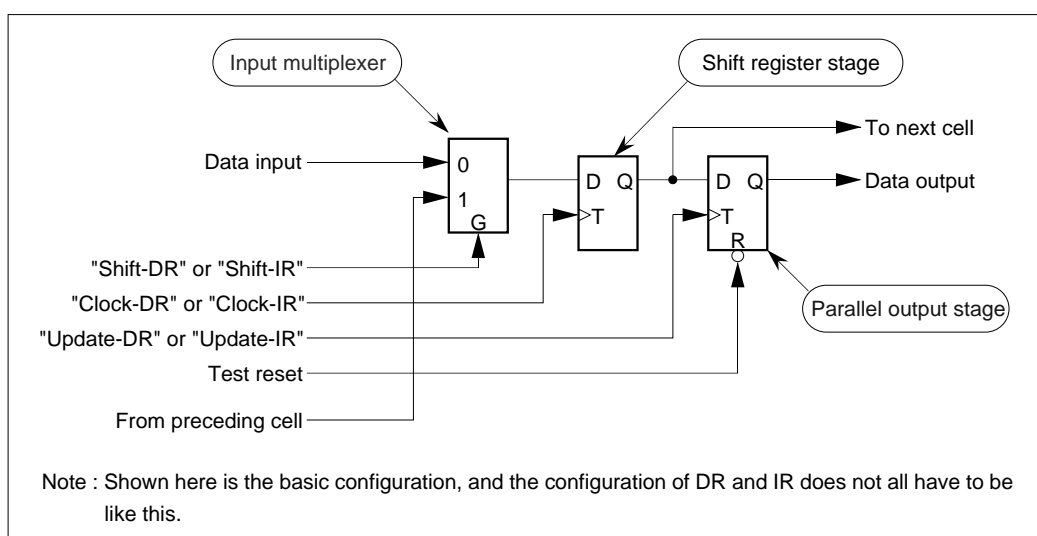 Input multiplexer
Shift register stage
To next cell
Data input
0
D Q
D Q
Data output
1
T
T
G
R
"Shift-DR" or "Shift-IR"
"Clock-DR" or "Clock-IR"
Parallel output stage
"Update-DR" or "Update-IR"
Test reset
From preceding cell
Note : Shown here is the basic configuration, and the configuration of DR and IR does not all have to be
like this.